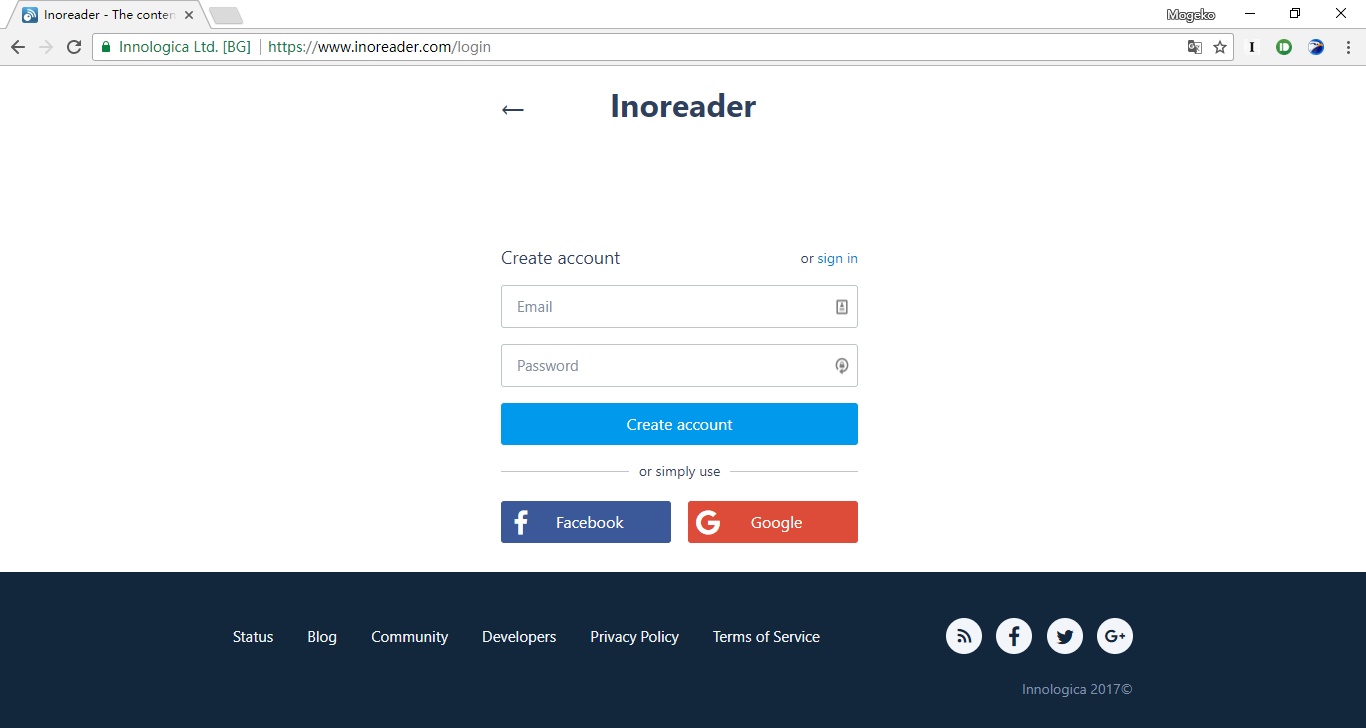 Inoreader - The conten
Mogeko
Innologica Ltd. [BG] https://www.inoreader.com/login
← Inoreader
Create account or sign in
Email
Password
Create account
or simply use
Facebook Google
Status Blog Community Developers Privacy Policy Terms of Service
Innologica 2017©